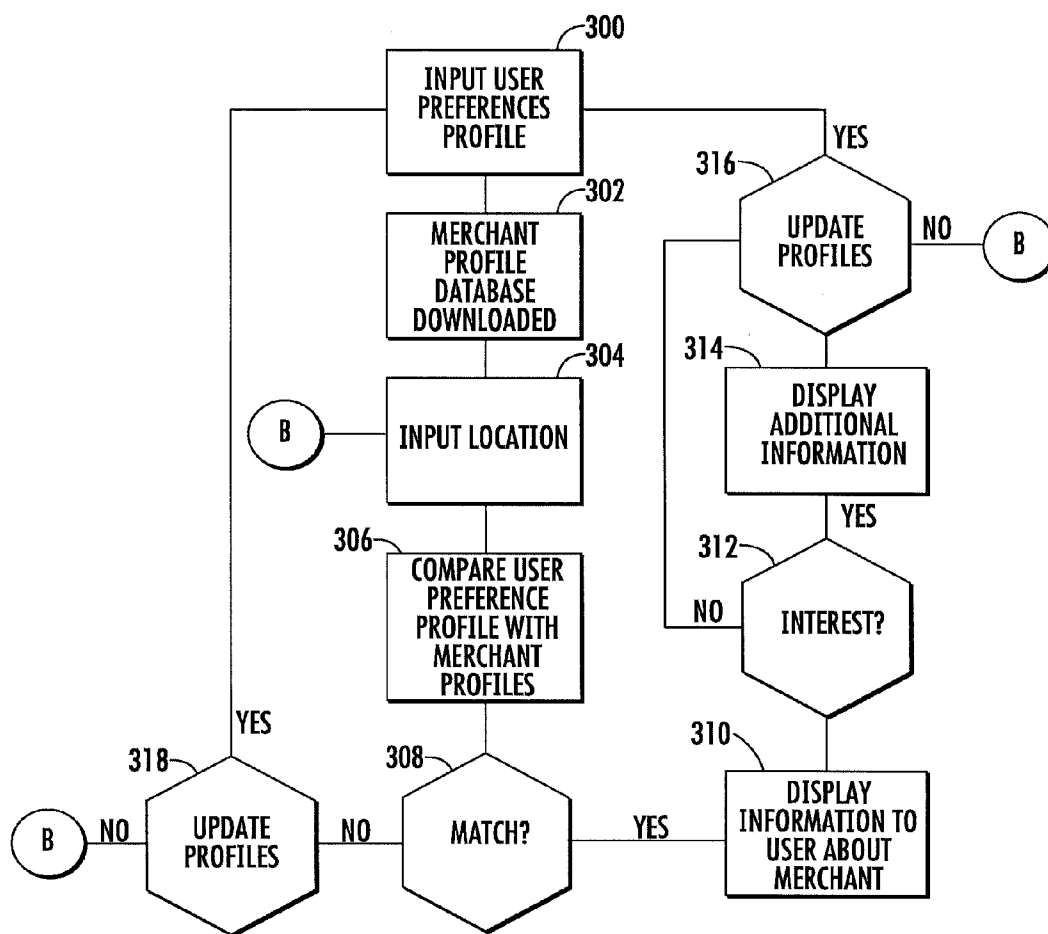 300
INPUT USER
PREFERENCES
PROFILE
302
MERCHANT
PROFILE
DATABASE
DOWNLOADED
304
B
INPUT LOCATION
306
COMPARE USER
PREFERENCE
PROFILE WITH
MERCHANT
PROFILES
YES
318
B
NO
UPDATE
PROFILES
NO
308
MATCH?
YES
310
DISPLAY
INFORMATION TO
USER ABOUT
MERCHANT
312
NO
INTEREST?
YES
314
DISPLAY
ADDITIONAL
INFORMATION
316
YES
UPDATE
PROFILES
NO
B